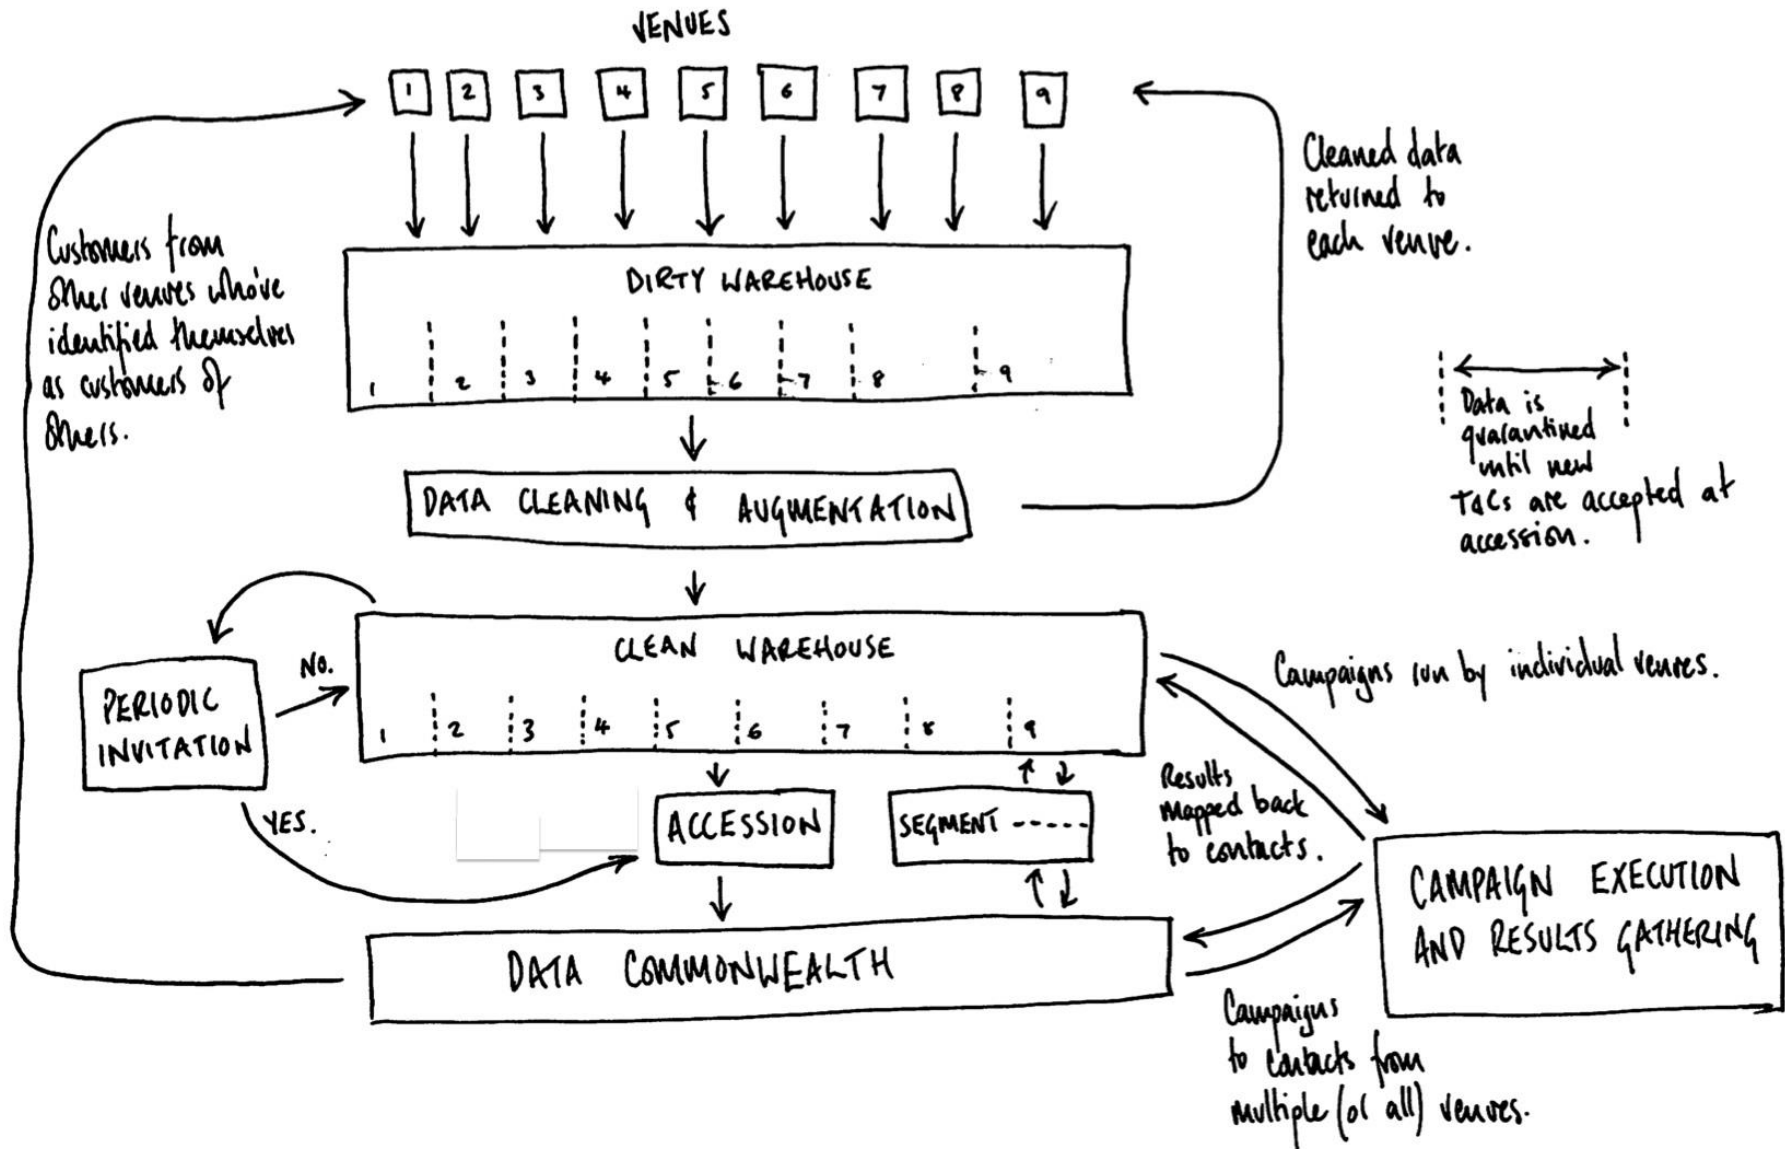 VENUES
1 2 3 4 5 6 7 8 9
Cleaned data
returned to
each venue.
Customers from
other venues who've
identified themselves
as customers of
others.
DIRTY WAREHOUSE
1 2 3 4 5 6 7 8 9
Data is
quarantined
until new
T&Cs are accepted at
accession.
DATA CLEANING & AUGMENTATION
CLEAN WAREHOUSE
1 2 3 4 5 6 7 8 9
NO.
PERIODIC
INVITATION
YES.
Campaigns run by individual venues.
Results
mapped back
to contacts.
ACCESSION
SEGMENT
CAMPAIGN EXECUTION
AND RESULTS GATHERING
DATA COMMONWEALTH
Campaigns
to contacts from
multiple (or all) venues.